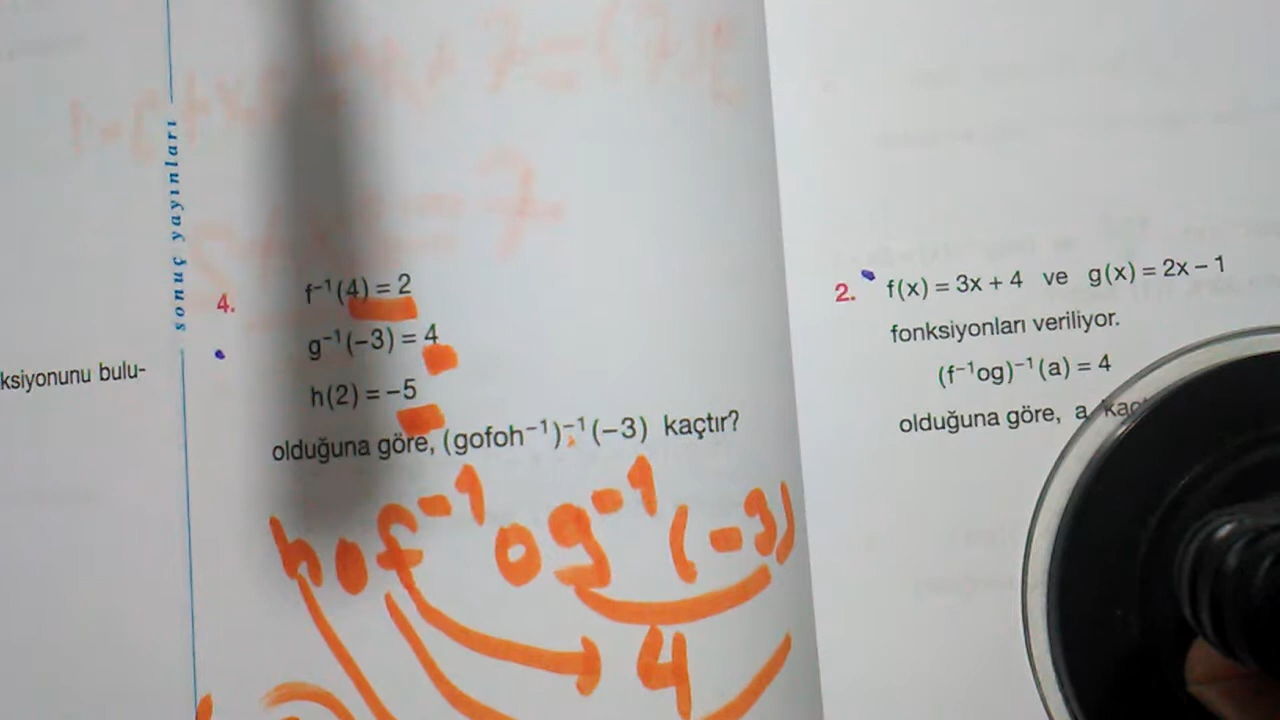 sonuç yayınları
ksiyonunu bulu-
4.
f⁻¹(4) = 2
g⁻¹(−3) = 4
h(2) = −5
olduğuna göre, (gofoh⁻¹)⁻¹(−3) kaçtır?
hof⁻¹og⁻¹(-3)
4
2. f(x) = 3x + 4 ve g(x) = 2x − 1
fonksiyonları veriliyor.
(f⁻¹og)⁻¹(a) = 4
olduğuna göre, a